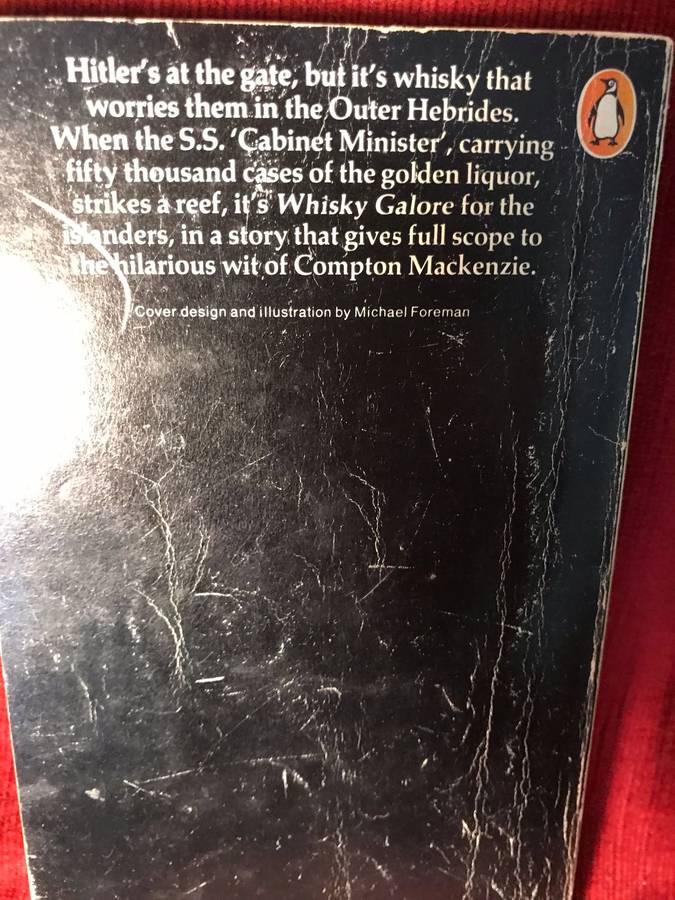 Hitler's at the gate, but it's whisky that
worries them in the Outer Hebrides.
When the S.S. 'Cabinet Minister', carrying
fifty thousand cases of the golden liquor,
strikes a reef, it's Whisky Galore for the
islanders, in a story that gives full scope to
the hilarious wit of Compton Mackenzie.
Cover design and illustration by Michael Foreman